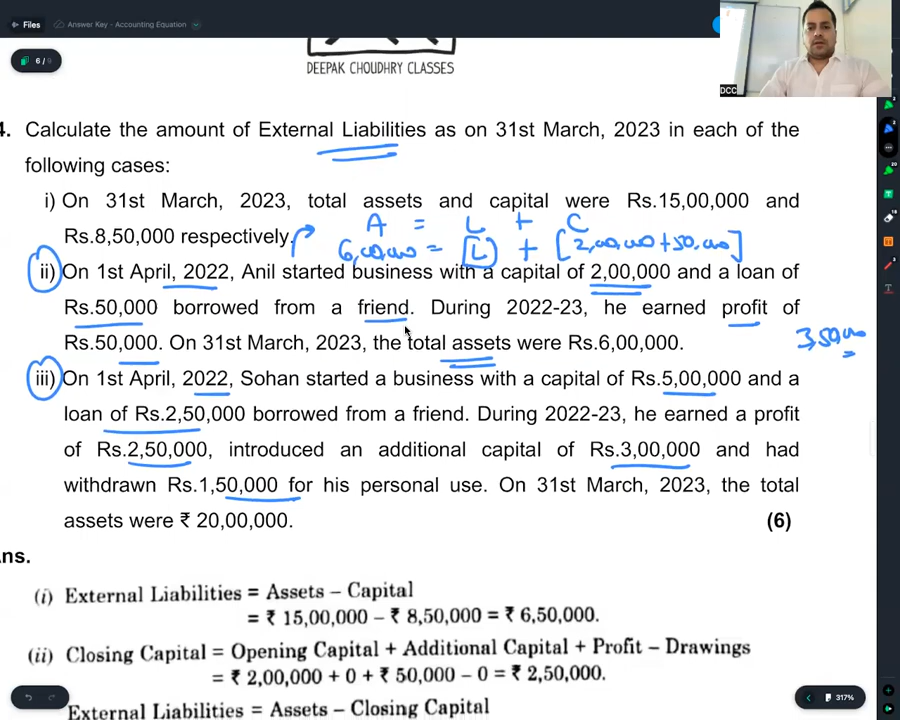 Files
Answer Key - Accounting Equation
6/9
DCC
DEEPAK CHOUDHRY CLASSES
4. Calculate the amount of External Liabilities as on 31st March, 2023 in each of the
following cases:
i) On 31st March, 2023, total assets and capital were Rs.15,00,000 and
A = L + C
Rs.8,50,000 respectively.
6,00,000 = [L] + [2,00,000+50,000]
ii) On 1st April, 2022, Anil started business with a capital of 2,00,000 and a loan of
Rs.50,000 borrowed from a friend. During 2022-23, he earned profit of
Rs.50,000. On 31st March, 2023, the total assets were Rs.6,00,000.
3,50,000
iii) On 1st April, 2022, Sohan started a business with a capital of Rs.5,00,000 and a
loan of Rs.2,50,000 borrowed from a friend. During 2022-23, he earned a profit
of Rs.2,50,000, introduced an additional capital of Rs.3,00,000 and had
withdrawn Rs.1,50,000 for his personal use. On 31st March, 2023, the total
assets were ₹ 20,00,000. (6)
ns.
(i) External Liabilities = Assets – Capital
= ₹ 15,00,000 – ₹ 8,50,000 = ₹ 6,50,000.
(ii) Closing Capital = Opening Capital + Additional Capital + Profit – Drawings
= ₹ 2,00,000 + 0 + ₹ 50,000 – 0 = ₹ 2,50,000.
External Liabilities = Assets – Closing Capital
317%